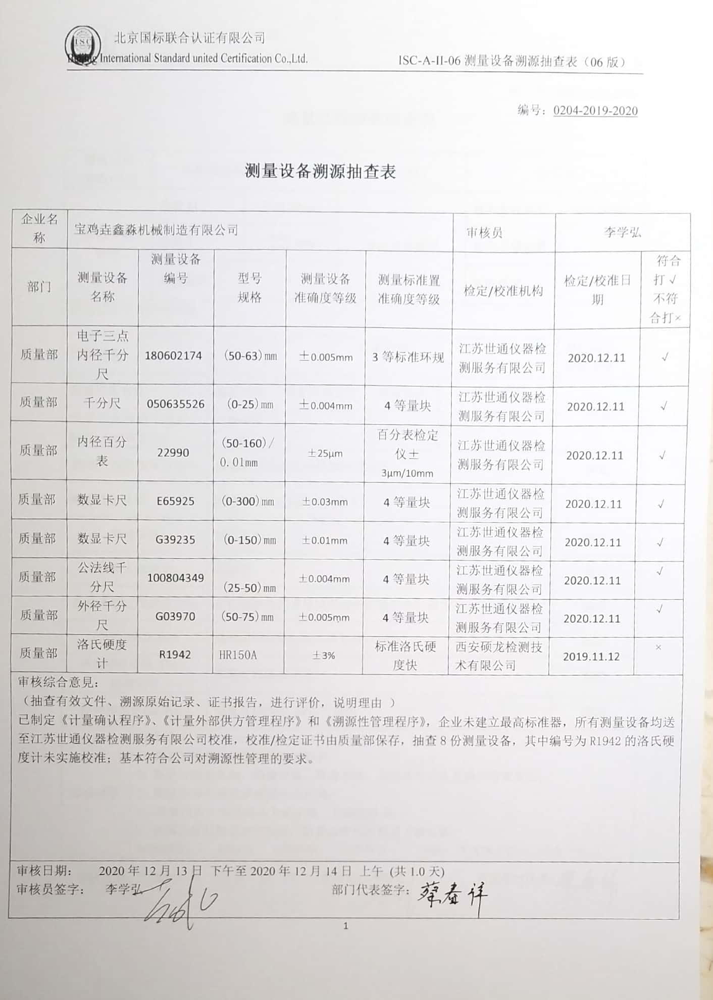 北京国标联合认证有限公司
Beijing International Standard united Certification Co.,Ltd.
ISC-A-II-06 测量设备溯源抽查表（06 版）
编号：0204-2019-2020
测量设备溯源抽查表
企业名称 宝鸡垚鑫淼机械制造有限公司 审核员 李学弘
部门 测量设备名称 测量设备编号 型号规格 测量设备准确度等级 测量标准置准确度等级 检定/校准机构 检定/校准日期 符合打√不符合打×
质量部 电子三点内径千分尺 180602174 (50-63)mm ±0.005mm 3 等标准环规 江苏世通仪器检测服务有限公司 2020.12.11 √
质量部 千分尺 050635526 (0-25)mm ±0.004mm 4 等量块 江苏世通仪器检测服务有限公司 2020.12.11 √
质量部 内径百分表 22990 (50-160)/0.01mm ±25μm 百分表检定仪±3μm/10mm 江苏世通仪器检测服务有限公司 2020.12.11 √
质量部 数显卡尺 E65925 (0-300)mm ±0.03mm 4 等量块 江苏世通仪器检测服务有限公司 2020.12.11 √
质量部 数显卡尺 G39235 (0-150)mm ±0.01mm 4 等量块 江苏世通仪器检测服务有限公司 2020.12.11 √
质量部 公法线千分尺 100804349 (25-50)mm ±0.004mm 4 等量块 江苏世通仪器检测服务有限公司 2020.12.11 √
质量部 外径千分尺 G03970 (50-75)mm ±0.005mm 4 等量块 江苏世通仪器检测服务有限公司 2020.12.11 √
质量部 洛氏硬度计 R1942 HR150A ±3% 标准洛氏硬度快 西安硕龙检测技术有限公司 2019.11.12 ×
审核综合意见：
（抽查有效文件、溯源原始记录、证书报告，进行评价，说明理由 ）
已制定《计量确认程序》、《计量外部供方管理程序》和《溯源性管理程序》，企业未建立最高标准器，所有测量设备均送
至江苏世通仪器检测服务有限公司校准，校准/检定证书由质量部保存，抽查 8 份测量设备，其中编号为 R1942 的洛氏硬
度计未实施校准；基本符合公司对溯源性管理的要求。
审核日期： 2020 年 12 月 13 日 下午至 2020 年 12 月 14 日 上午 (共 1.0 天)
审核员签字： 李学弘 部门代表签字：蔡春祥
1